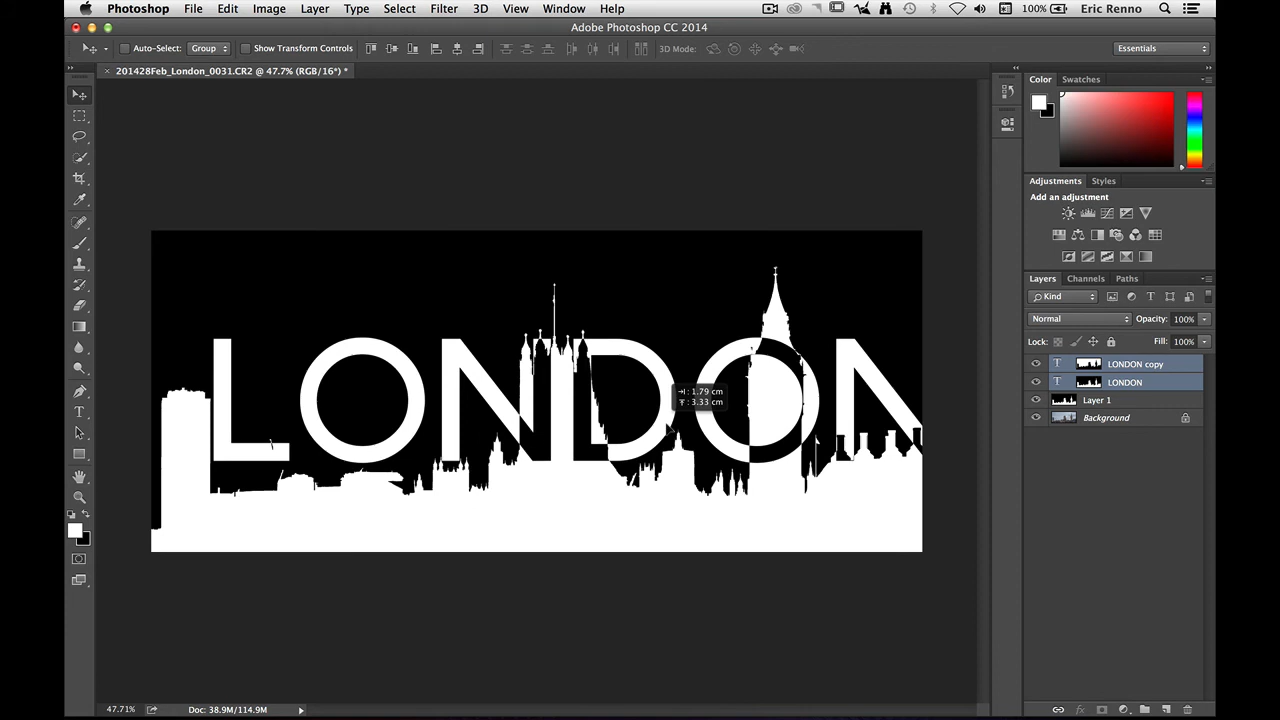 Photoshop File Edit Image Layer Type Select Filter 3D View Window Help 100% Eric Renno
Adobe Photoshop CC 2014
Auto-Select: Group Show Transform Controls 3D Mode: Essentials
× 201428Feb_London_0031.CR2 @ 47.7% (RGB/16*) *
Color Swatches
Adjustments Styles
Add an adjustment
Layers Channels Paths
Kind
Normal Opacity: 100%
Lock: Fill: 100%
LONDON copy
LONDON
Layer 1
Background
LONDON
: 1.79 cm
: 3.33 cm
47.71% Doc: 38.9M/114.9M